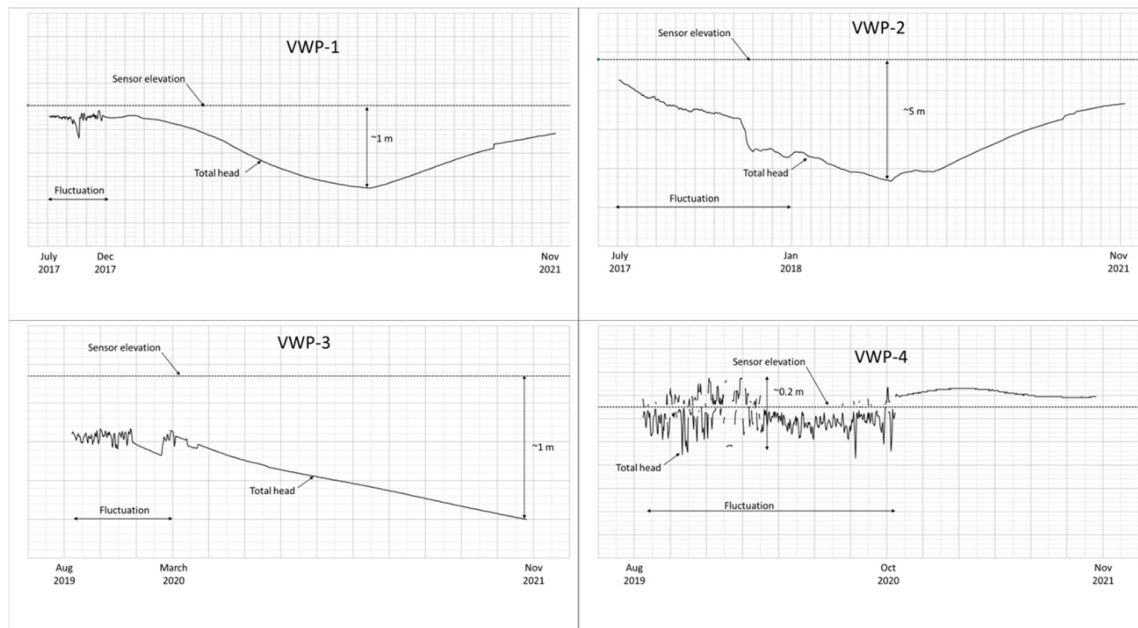 VWP-1
Sensor elevation
~1 m
Total head
Fluctuation
July
2017
Dec
2017
Nov
2021
VWP-2
Sensor elevation
~5 m
Total head
Fluctuation
July
2017
Jan
2018
Nov
2021
VWP-3
Sensor elevation
~1 m
Total head
Fluctuation
Aug
2019
March
2020
Nov
2021
VWP-4
Sensor elevation
~0.2 m
Total head
Fluctuation
Aug
2019
Oct
2020
Nov
2021